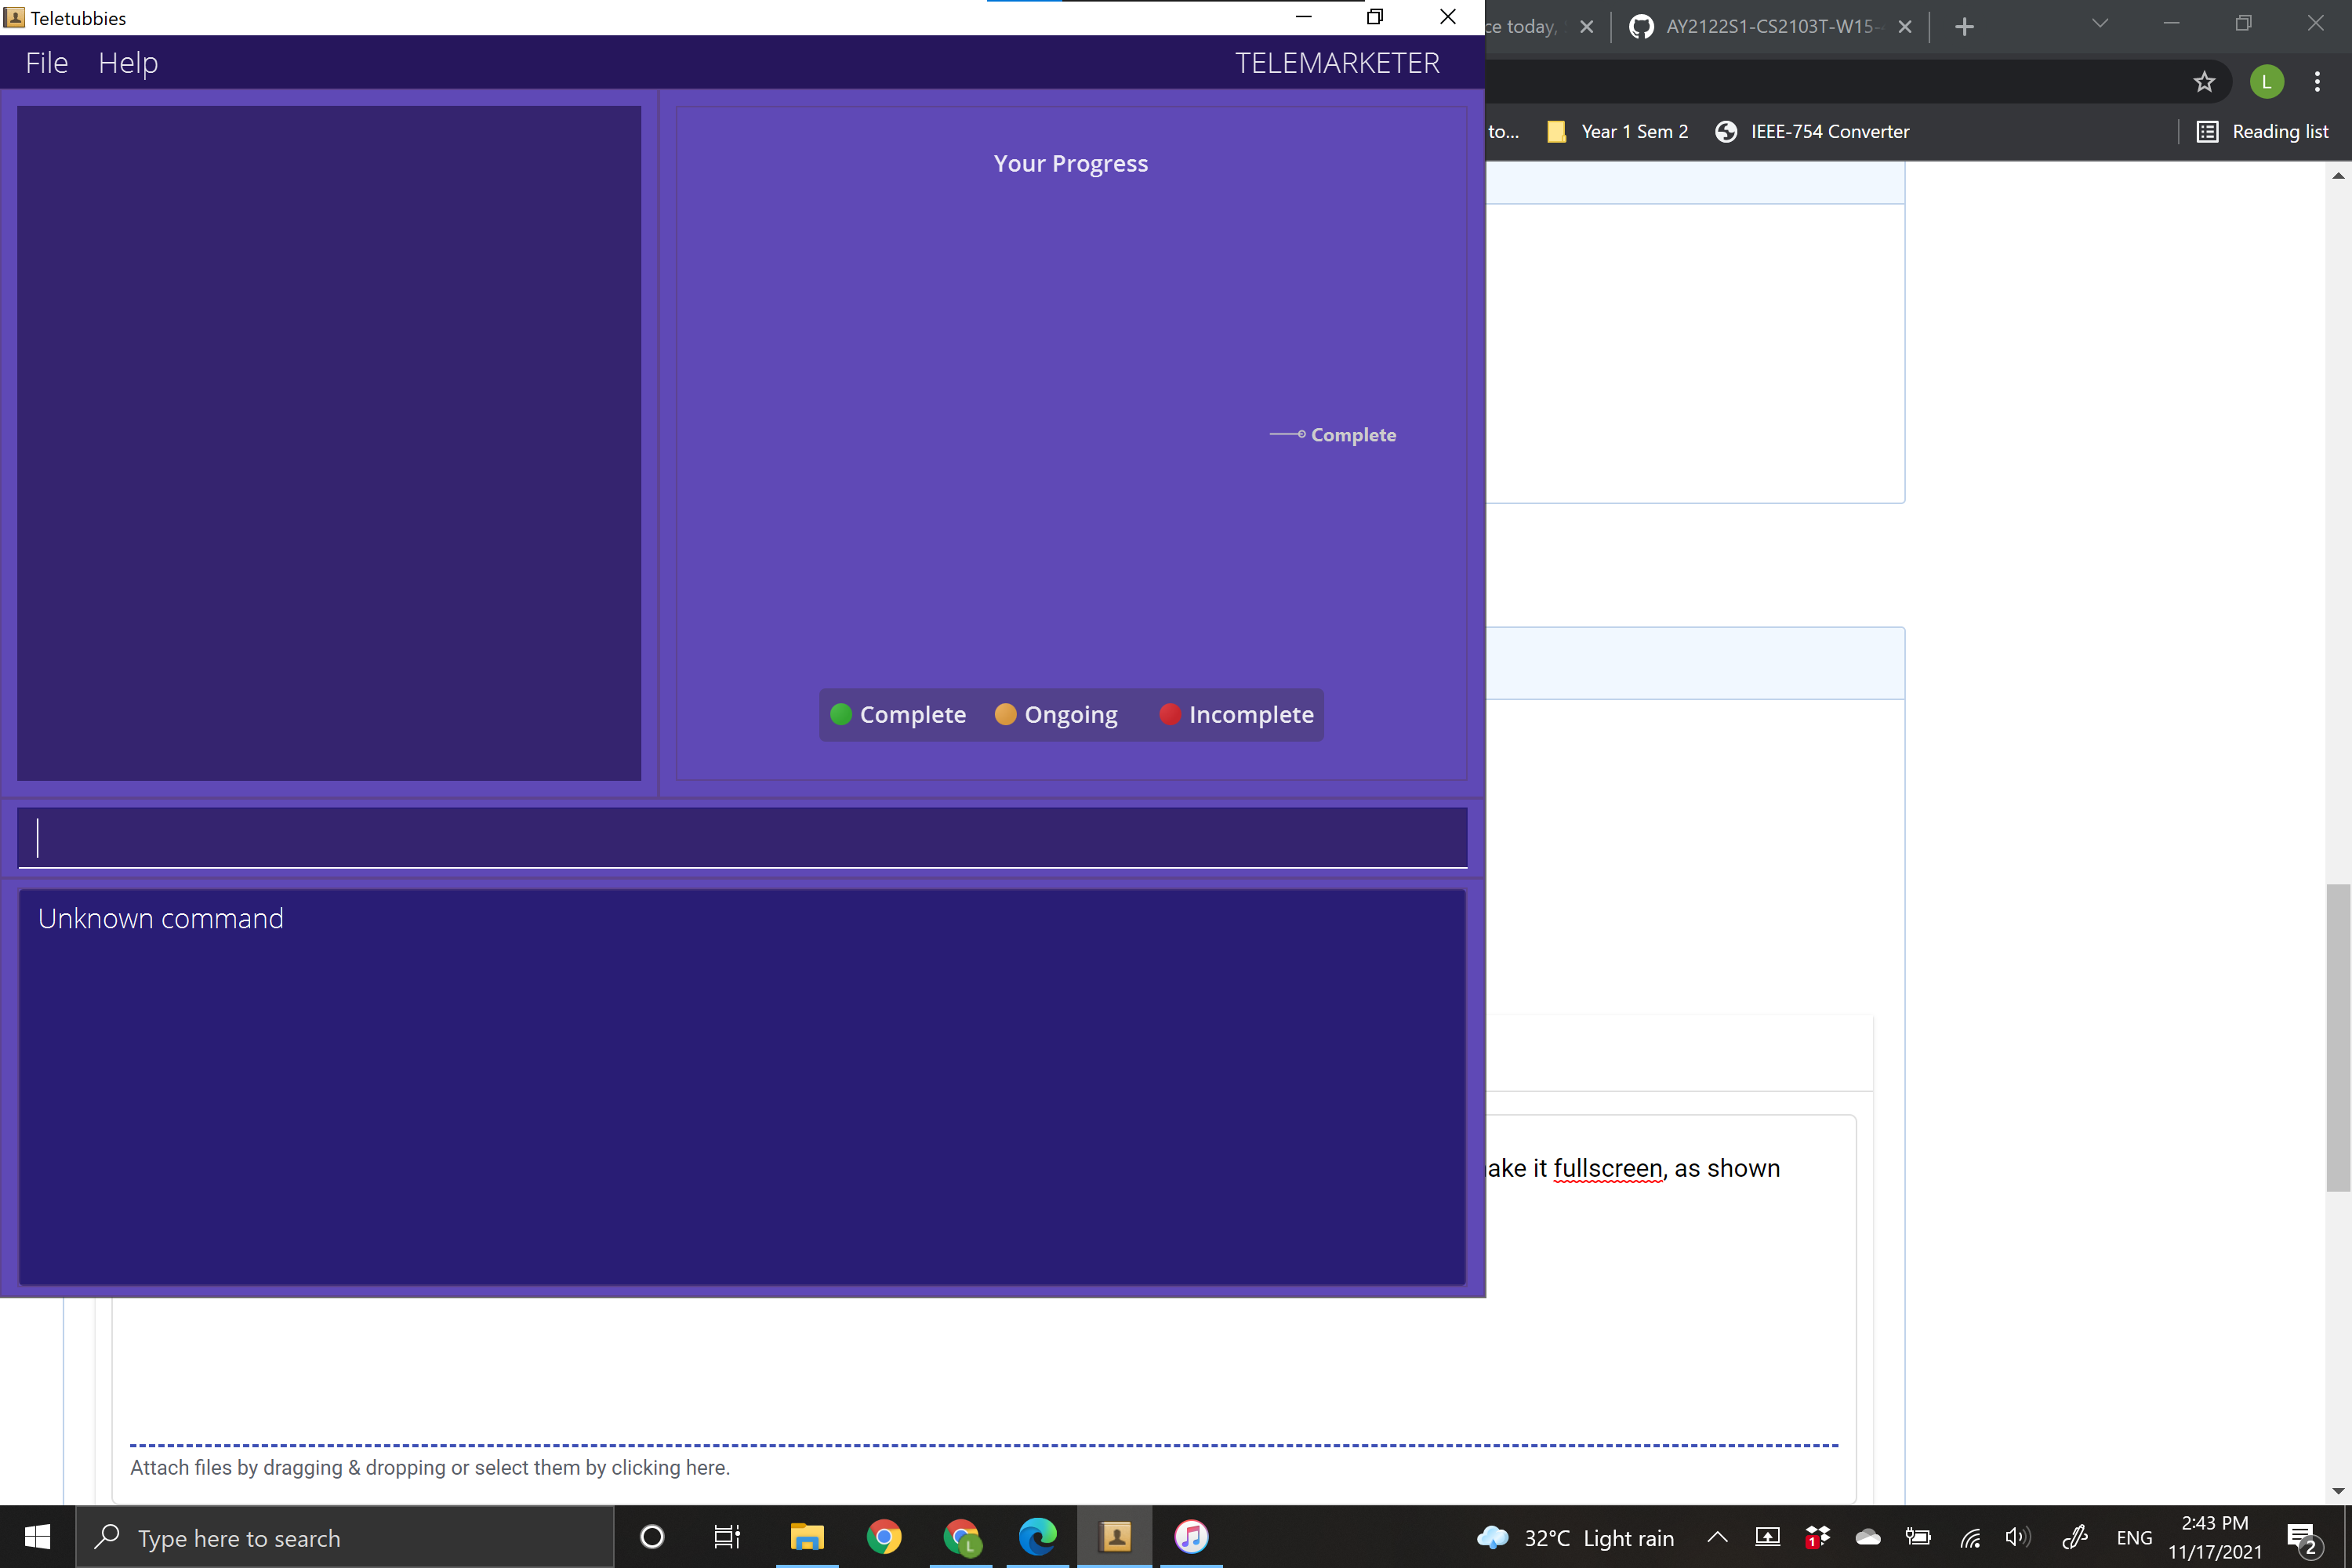 Teletubbies
File Help TELEMARKETER
Your Progress
Complete
Complete Ongoing Incomplete
Unknown command
ce today, AY2122S1-CS2103T-W15-
L
to... Year 1 Sem 2 IEEE-754 Converter Reading list
ake it fullscreen, as shown
Attach files by dragging & dropping or select them by clicking here.
Type here to search
L
32°C Light rain
1
ENG
2:43 PM
11/17/2021
2